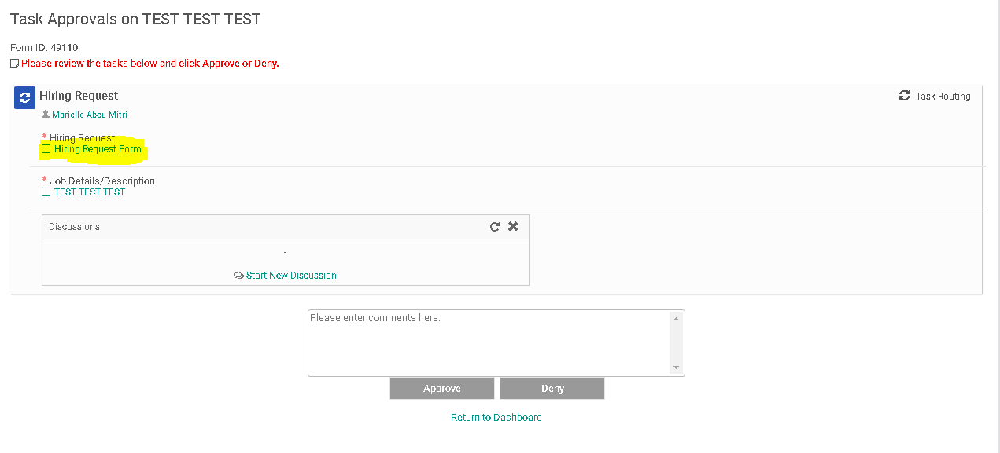 Task Approvals on TEST TEST TEST
Form ID: 49110
Please review the tasks below and click Approve or Deny.
Hiring Request
Task Routing
Marielle Abou-Mitri
* Hiring Request
Hiring Request Form
* Job Details/Description
TEST TEST TEST
Discussions
-
Start New Discussion
Please enter comments here.
Approve
Deny
Return to Dashboard